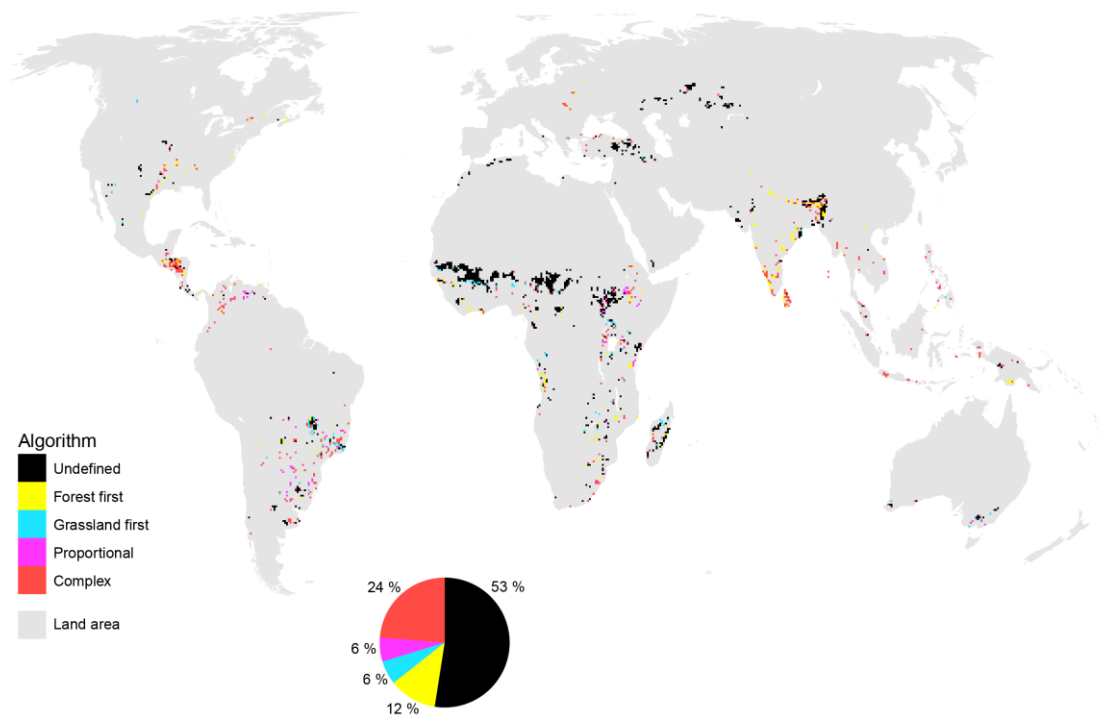 Algorithm
Undefined
Forest first
Grassland first
Proportional
Complex
Land area
24 %
53 %
6 %
6 %
12 %